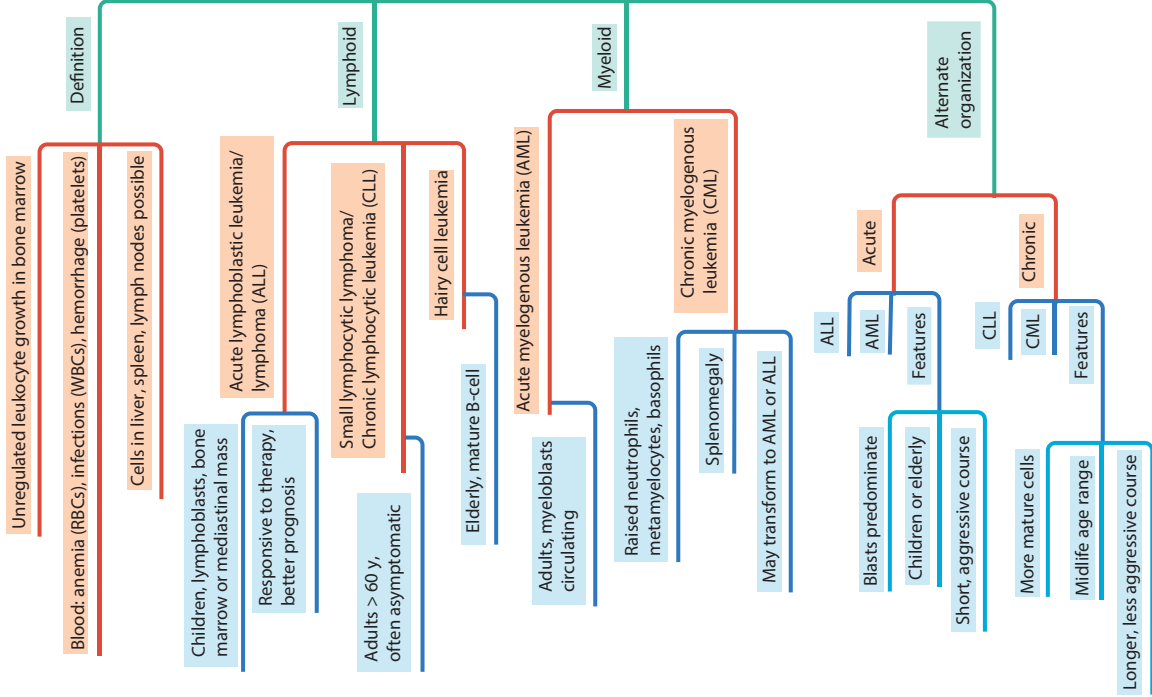 Definition
Unregulated leukocyte growth in bone marrow
Blood: anemia (RBCs), infections (WBCs), hemorrhage (platelets)
Cells in liver, spleen, lymph nodes possible
Lymphoid
Acute lymphoblastic leukemia/
lymphoma (ALL)
Children, lymphoblasts, bone
marrow or mediastinal mass
Responsive to therapy,
better prognosis
Small lymphocytic lymphoma/
Chronic lymphocytic leukemia (CLL)
Adults > 60 y,
often asymptomatic
Hairy cell leukemia
Elderly, mature B-cell
Myeloid
Acute myelogenous leukemia (AML)
Adults, myeloblasts
circulating
Chronic myelogenous
leukemia (CML)
Raised neutrophils,
metamyelocytes, basophils
Splenomegaly
May transform to AML or ALL
Alternate
organization
Acute
ALL
AML
Features
Blasts predominate
Children or elderly
Short, aggressive course
Chronic
CLL
CML
Features
More mature cells
Midlife age range
Longer, less aggressive course